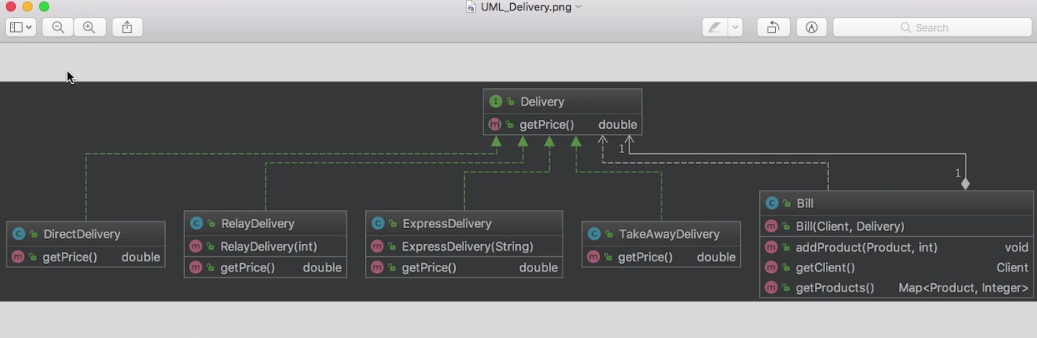 UML_Delivery.png
Search
I Delivery
m getPrice() double
1
1
C DirectDelivery
m getPrice() double
C RelayDelivery
m RelayDelivery(int)
m getPrice() double
C ExpressDelivery
m ExpressDelivery(String)
m getPrice() double
C TakeAwayDelivery
m getPrice() double
C Bill
m Bill(Client, Delivery)
m addProduct(Product, int) void
m getClient() Client
m getProducts() Map<Product, Integer>